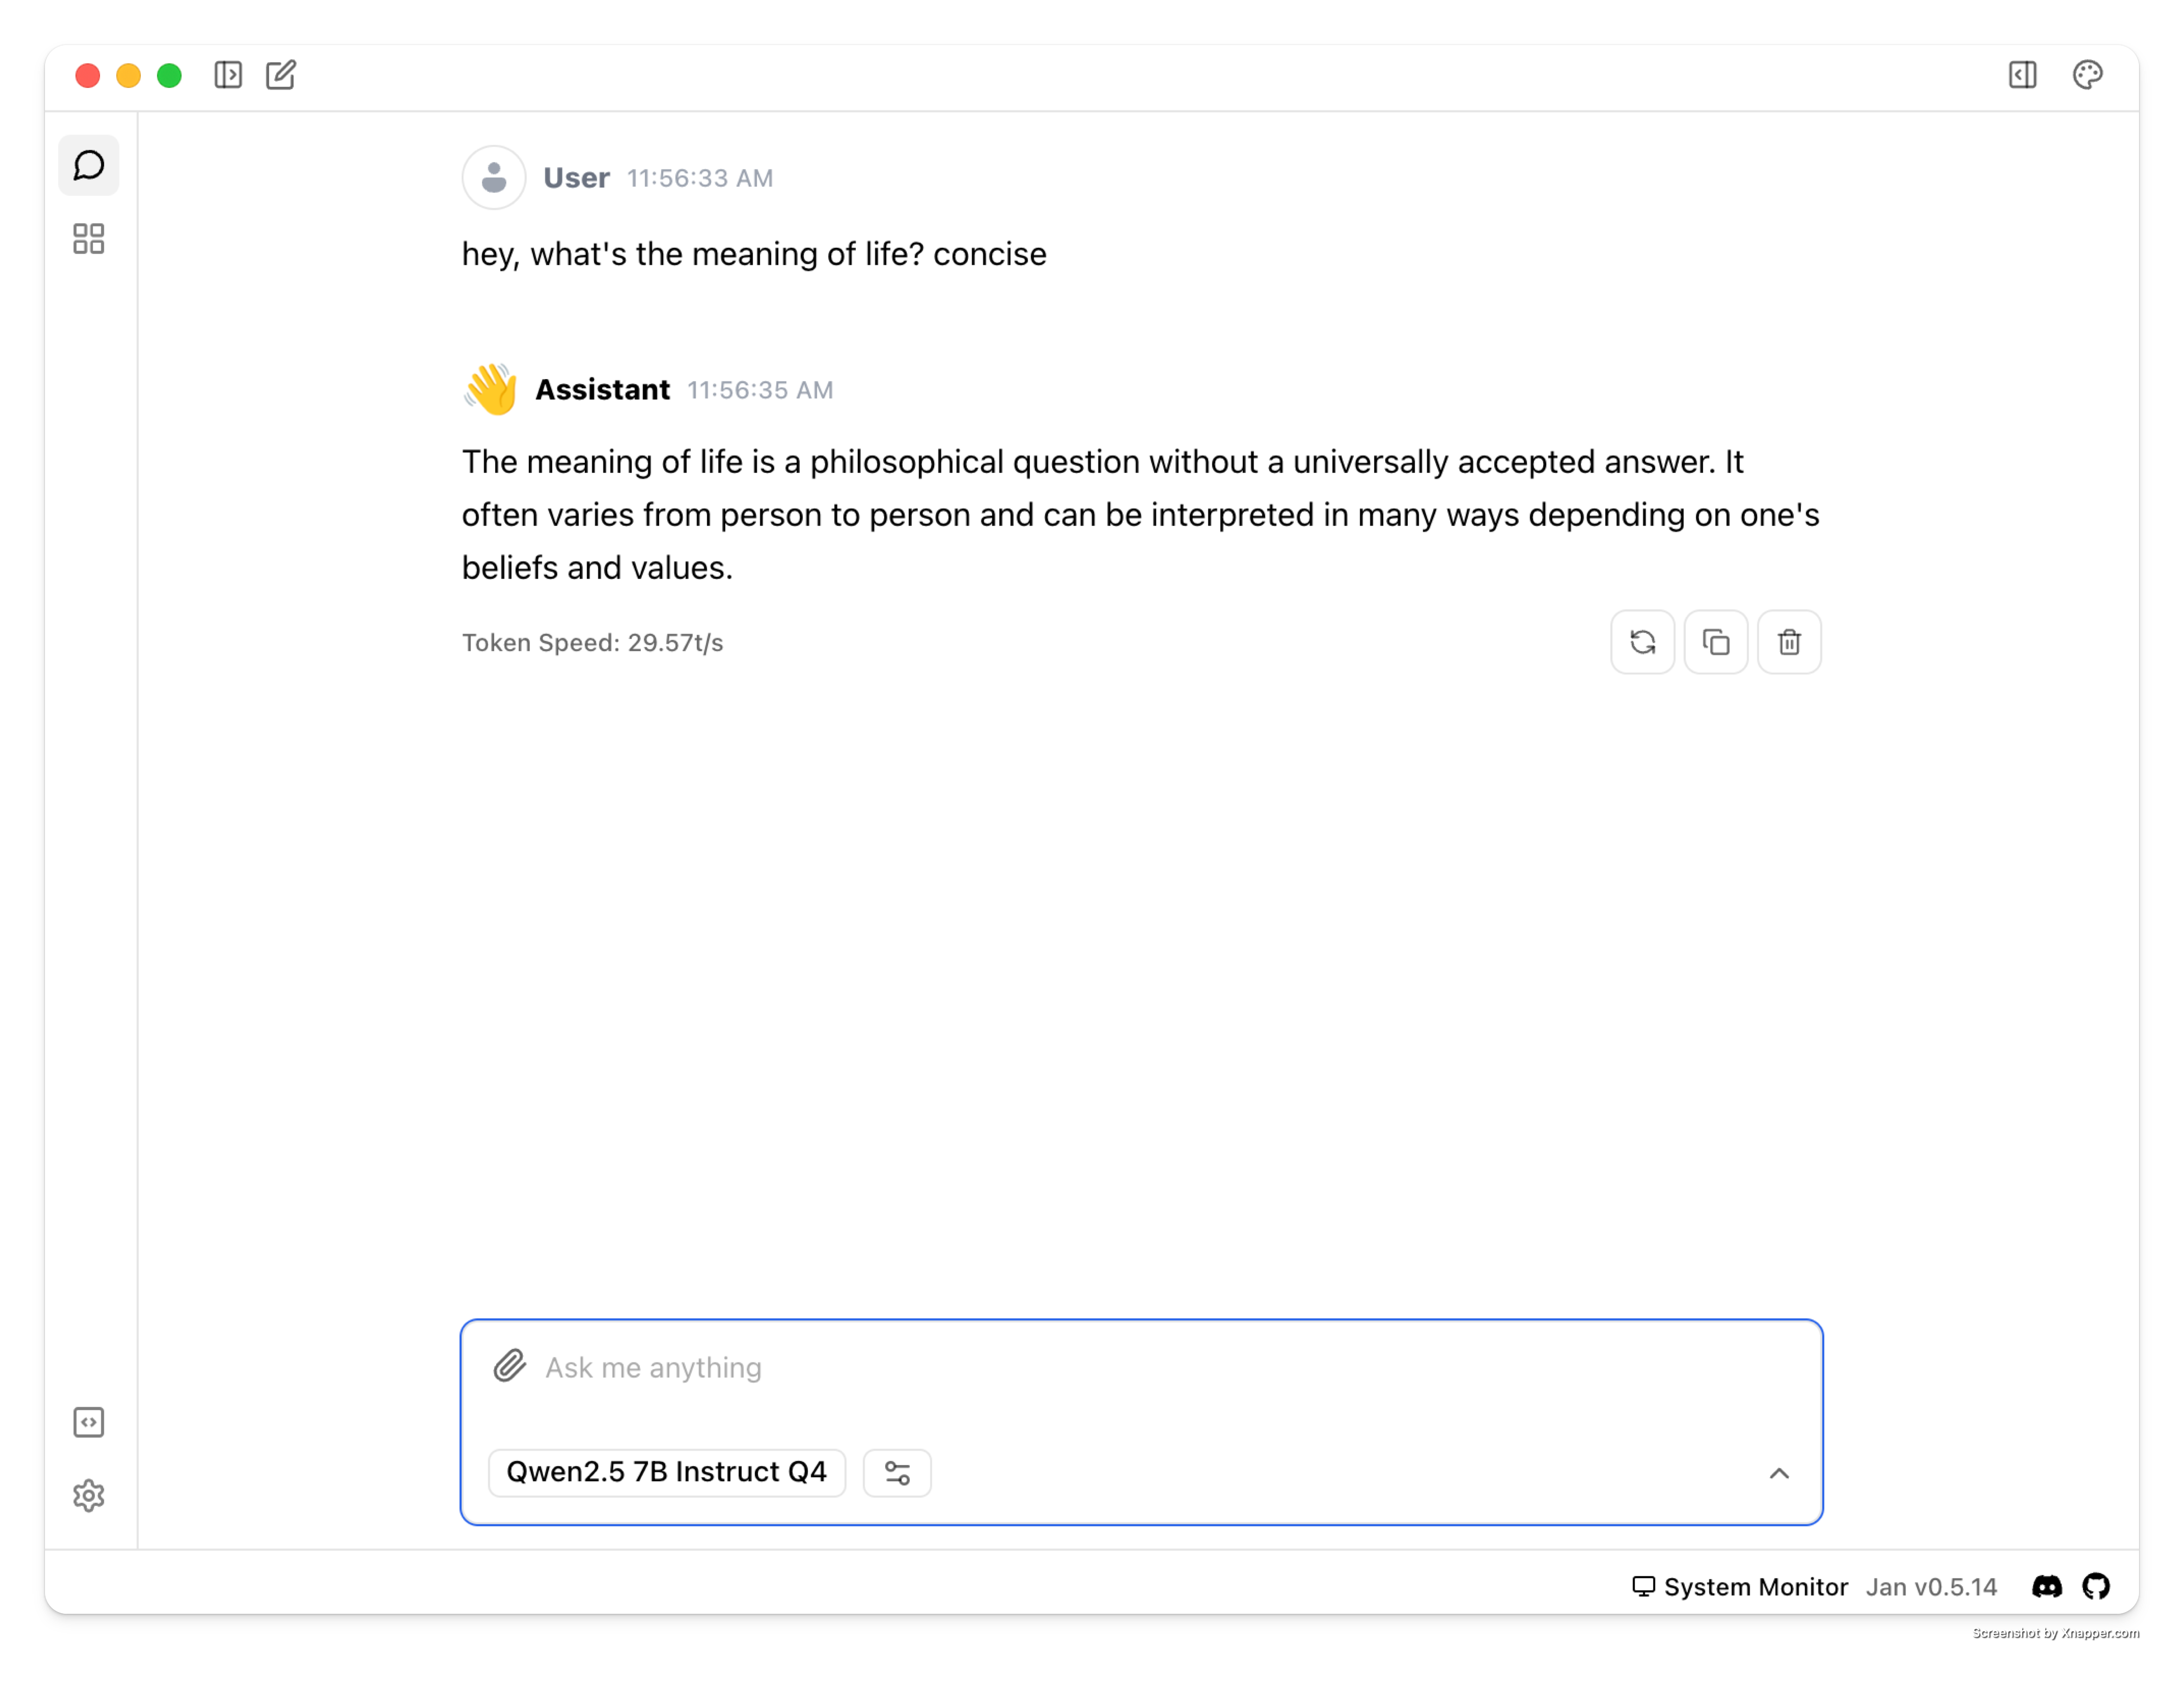 User 11:56:33 AM
hey, what's the meaning of life? concise
Assistant 11:56:35 AM
The meaning of life is a philosophical question without a universally accepted answer. It
often varies from person to person and can be interpreted in many ways depending on one's
beliefs and values.
Token Speed: 29.57t/s
Ask me anything
Qwen2.5 7B Instruct Q4
System Monitor Jan v0.5.14
Screenshot by Xnapper.com